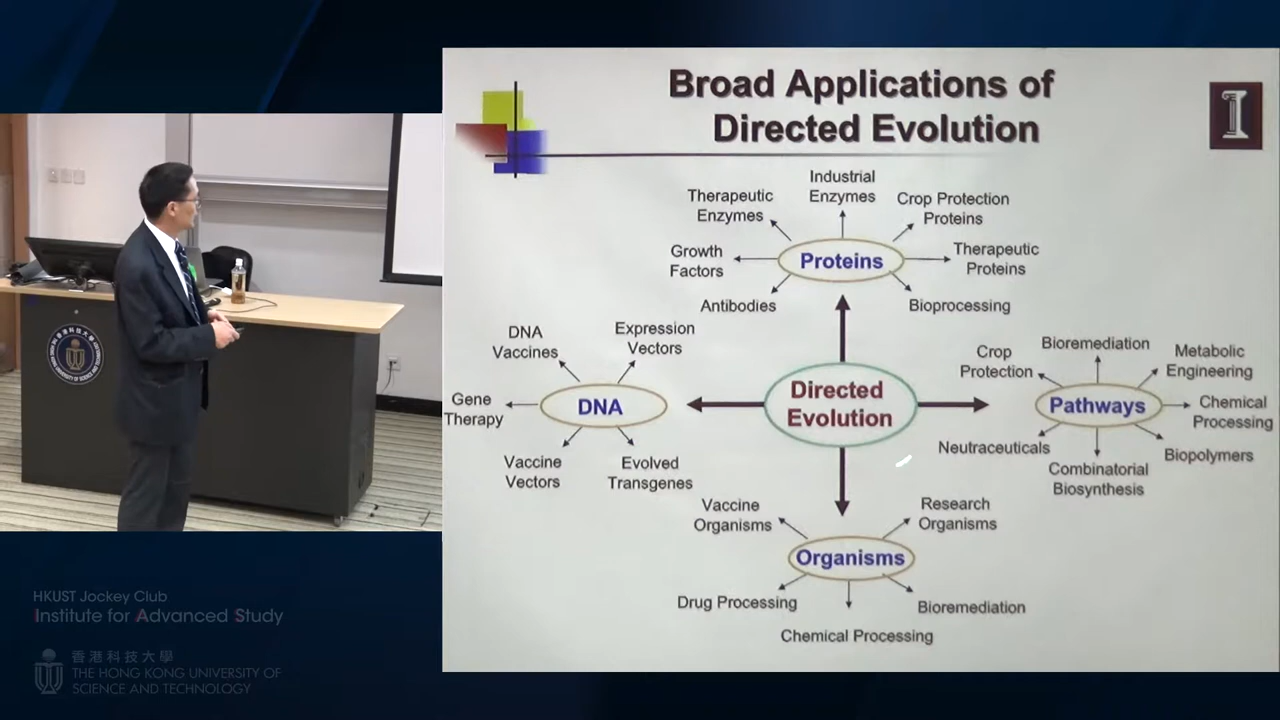 Broad Applications of
Directed Evolution
I
Industrial
Enzymes
Therapeutic
Enzymes
Crop Protection
Proteins
Growth
Factors
Proteins
Therapeutic
Proteins
Antibodies
Bioprocessing
DNA
Vaccines
Expression
Vectors
Gene
Therapy
DNA
Vaccine
Vectors
Evolved
Transgenes
Directed
Evolution
Crop
Protection
Bioremediation
Metabolic
Engineering
Pathways
Chemical
Processing
Neutraceuticals
Combinatorial
Biosynthesis
Biopolymers
Vaccine
Organisms
Research
Organisms
Organisms
Drug Processing
Chemical Processing
Bioremediation
HKUST Jockey Club
Institute for Advanced Study
香港科技大學
THE HONG KONG UNIVERSITY OF
SCIENCE AND TECHNOLOGY